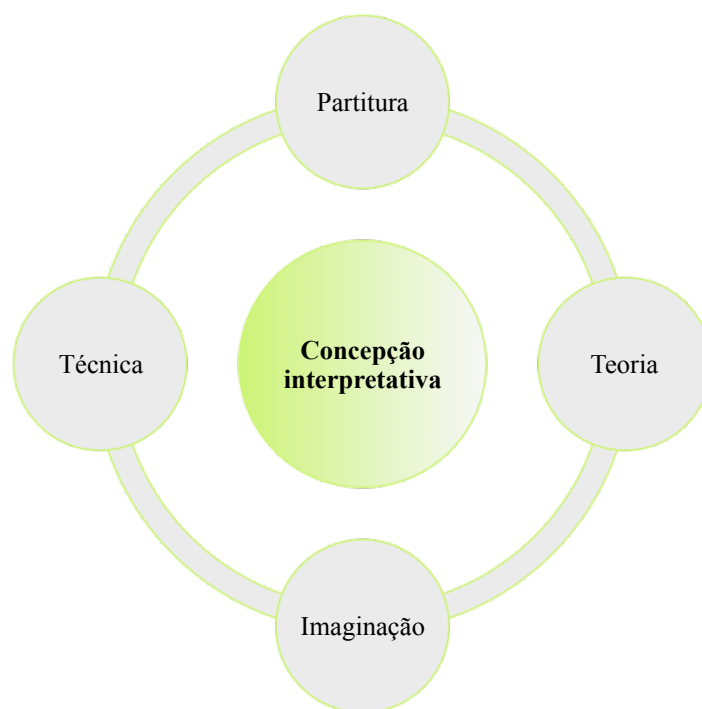 Partitura
Técnica
Concepção
interpretativa
Teoria
Imaginação